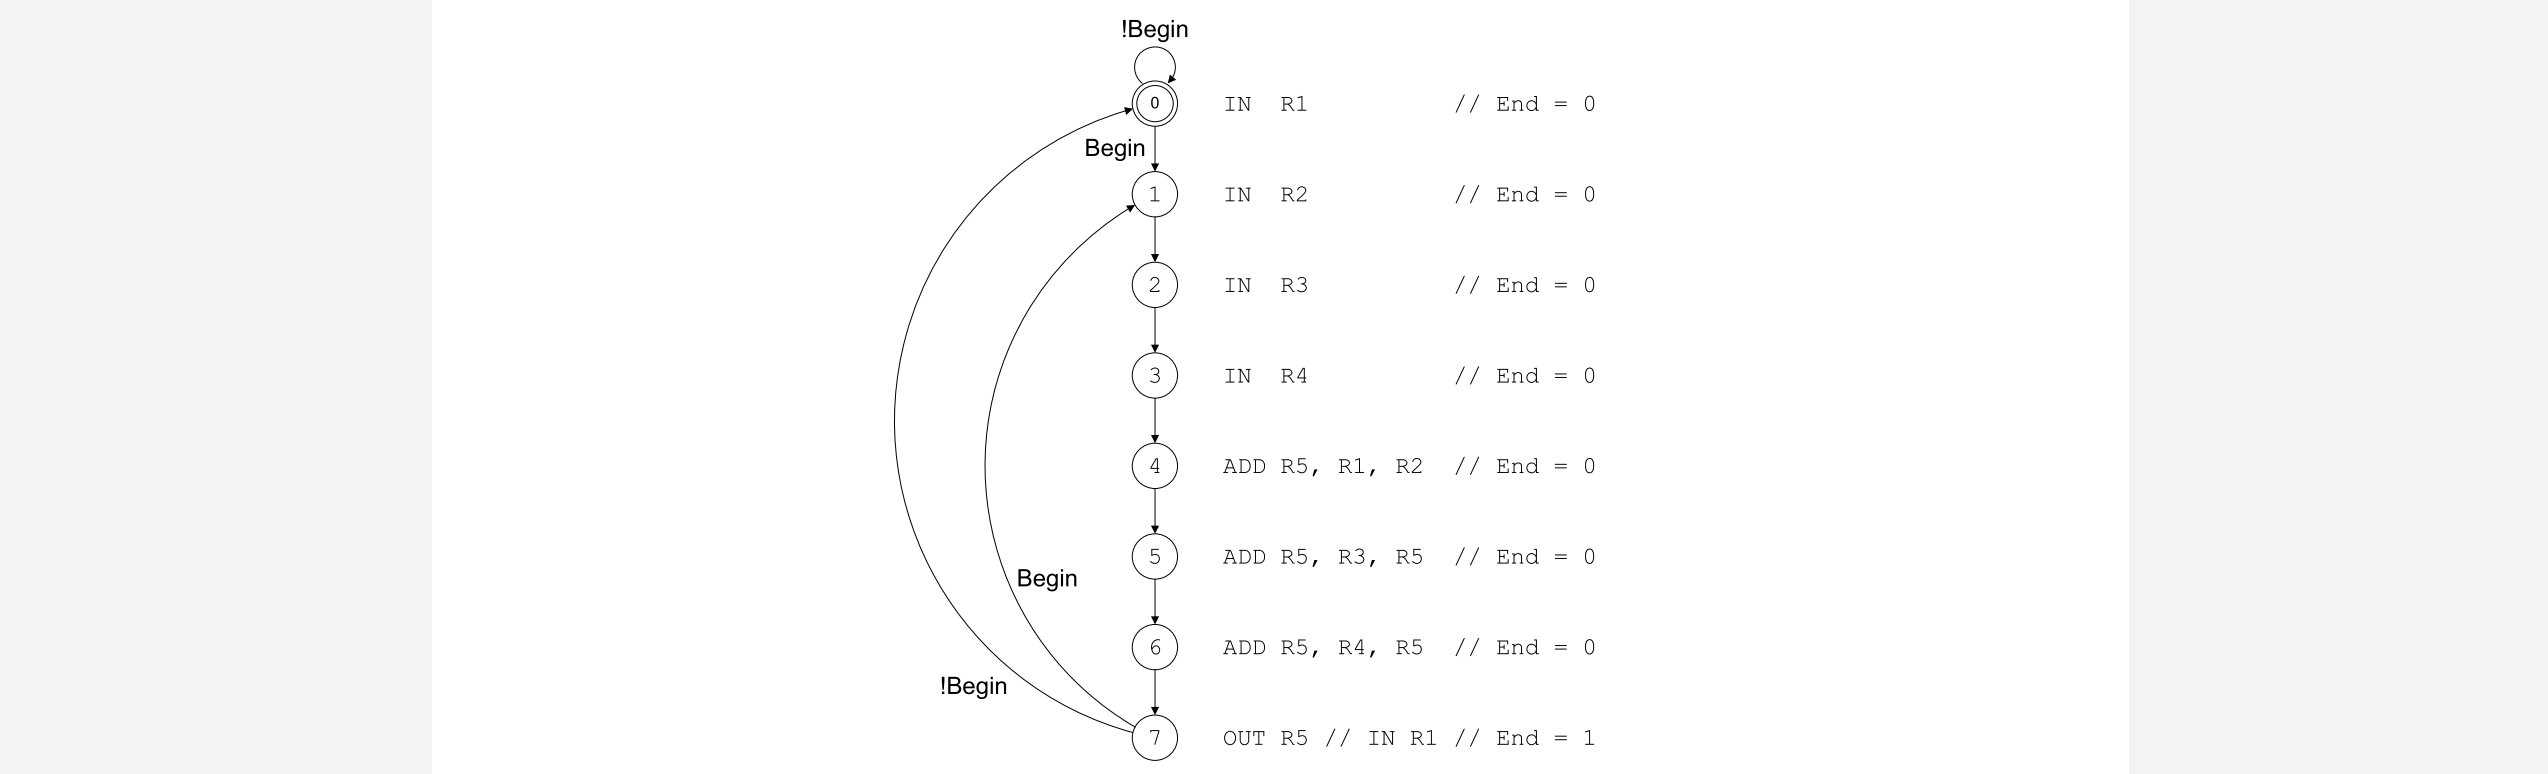 !Begin
0 IN R1 // End = 0
Begin
1 IN R2 // End = 0
2 IN R3 // End = 0
3 IN R4 // End = 0
4 ADD R5, R1, R2 // End = 0
5 ADD R5, R3, R5 // End = 0
Begin
6 ADD R5, R4, R5 // End = 0
!Begin
7 OUT R5 // IN R1 // End = 1